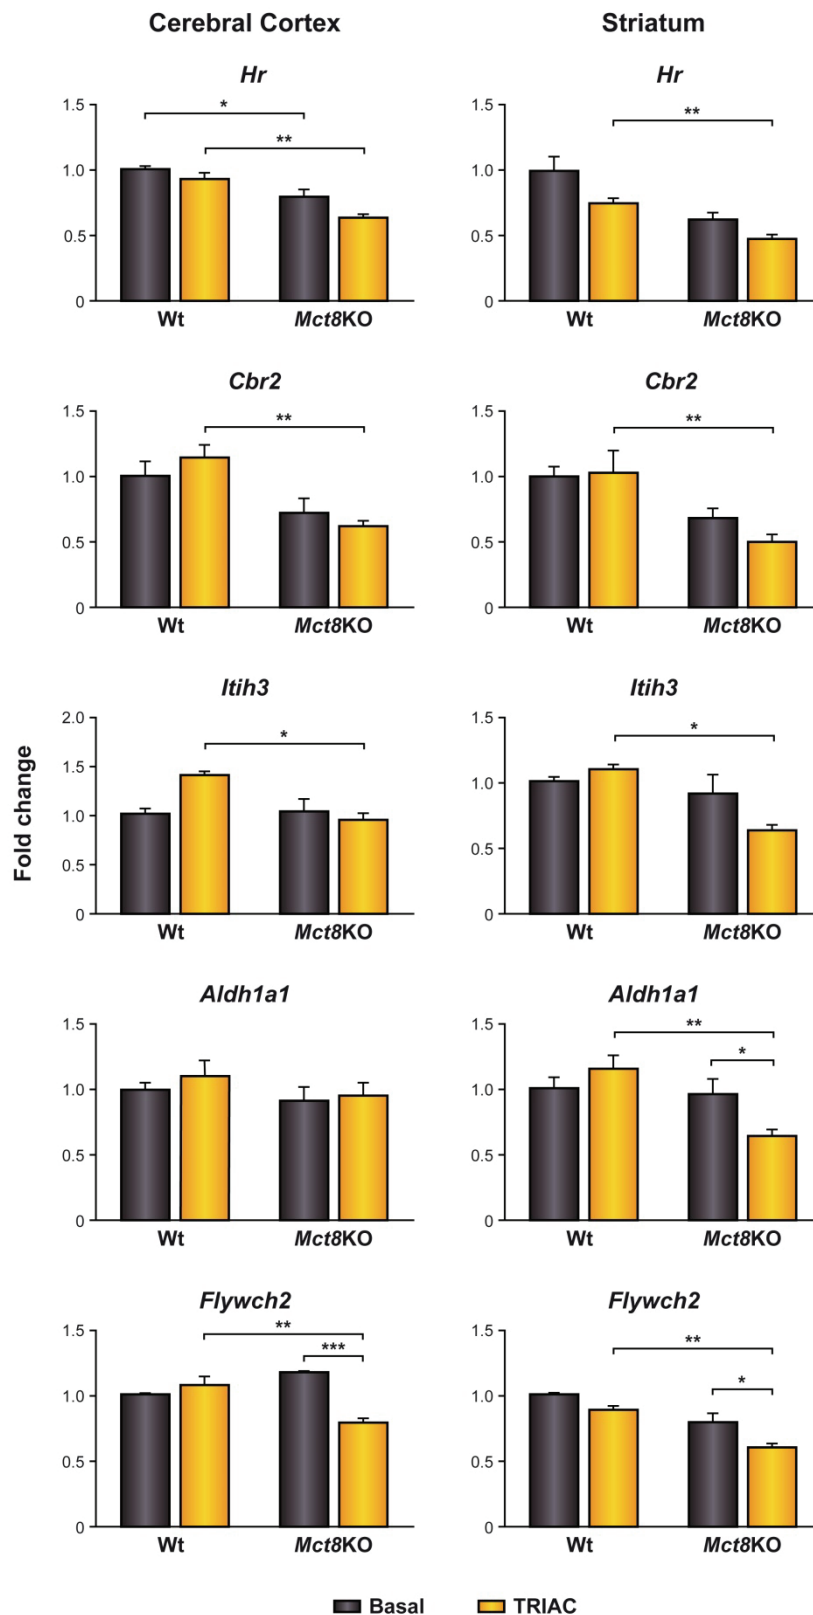 Cerebral Cortex Striatum
Hr Hr
* **
** 
1.5 1.5
1.0 1.0
0.5 0.5
0 0
Wt Mct8KO Wt Mct8KO
Cbr2 Cbr2
** **
1.5 1.5
1.0 1.0
0.5 0.5
0 0
Wt Mct8KO Wt Mct8KO
Itih3 Itih3
* *
2.0 1.5
1.5 1.0
1.0 0.5
0.5 0
0
Wt Mct8KO Wt Mct8KO
Fold change
Aldh1a1 Aldh1a1
**
*
1.5 1.5
1.0 1.0
0.5 0.5
0 0
Wt Mct8KO Wt Mct8KO
Flywch2 Flywch2
** **
*** *
1.5 1.5
1.0 1.0
0.5 0.5
0 0
Wt Mct8KO Wt Mct8KO
Basal TRIAC